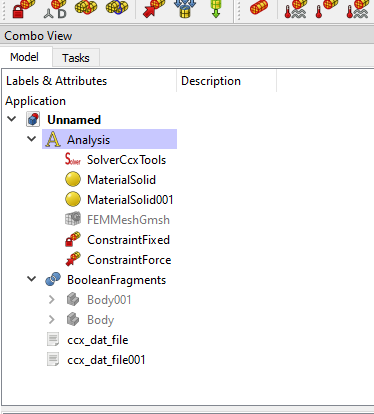 Combo View
Model Tasks
Labels & Attributes Description
Application
Unnamed
Analysis
Solver SolverCcxTools
MaterialSolid
MaterialSolid001
FEMMeshGmsh
ConstraintFixed
ConstraintForce
BooleanFragments
Body001
Body
ccx_dat_file
ccx_dat_file001